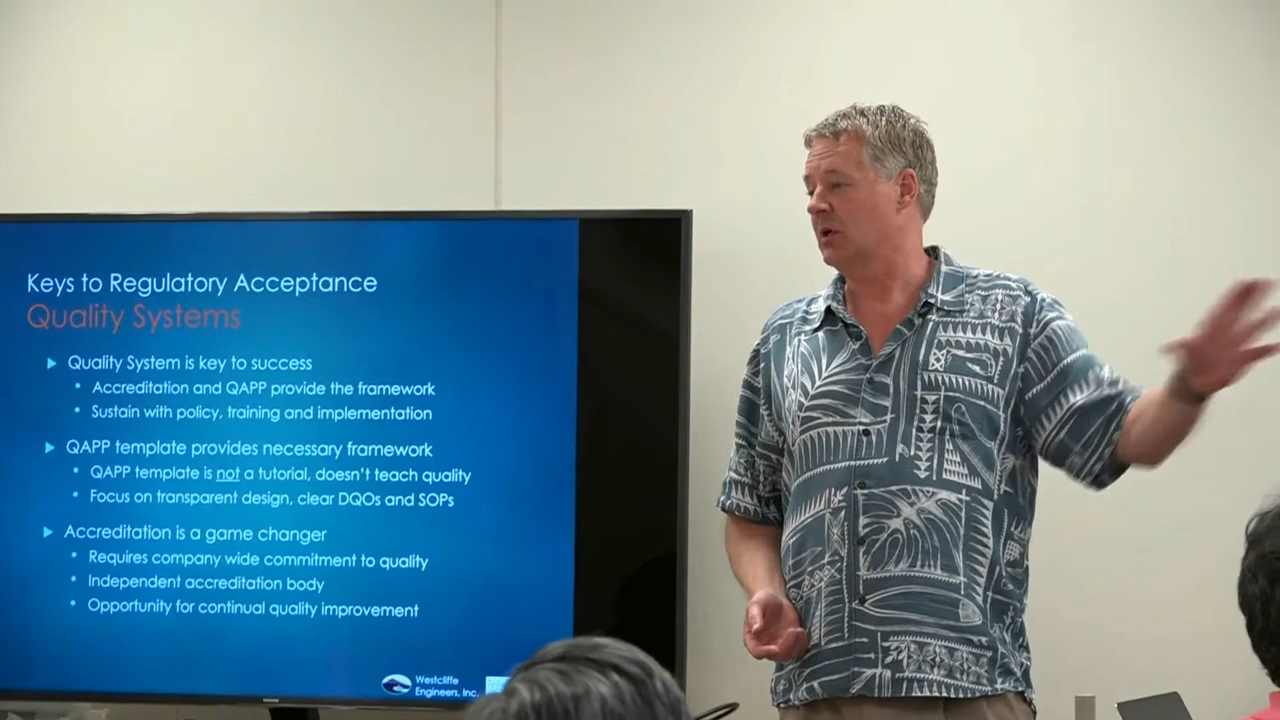 Keys to Regulatory Acceptance
Quality Systems
Quality System is key to success
Accreditation and QAPP provide the framework
Sustain with policy, training and implementation
QAPP template provides necessary framework
QAPP template is not a tutorial, doesn't teach quality
Focus on transparent design, clear DQOs and SOPs
Accreditation is a game changer
Requires company wide commitment to quality
Independent accreditation body
Opportunity for continual quality improvement
Westcliffe
Engineers, Inc.